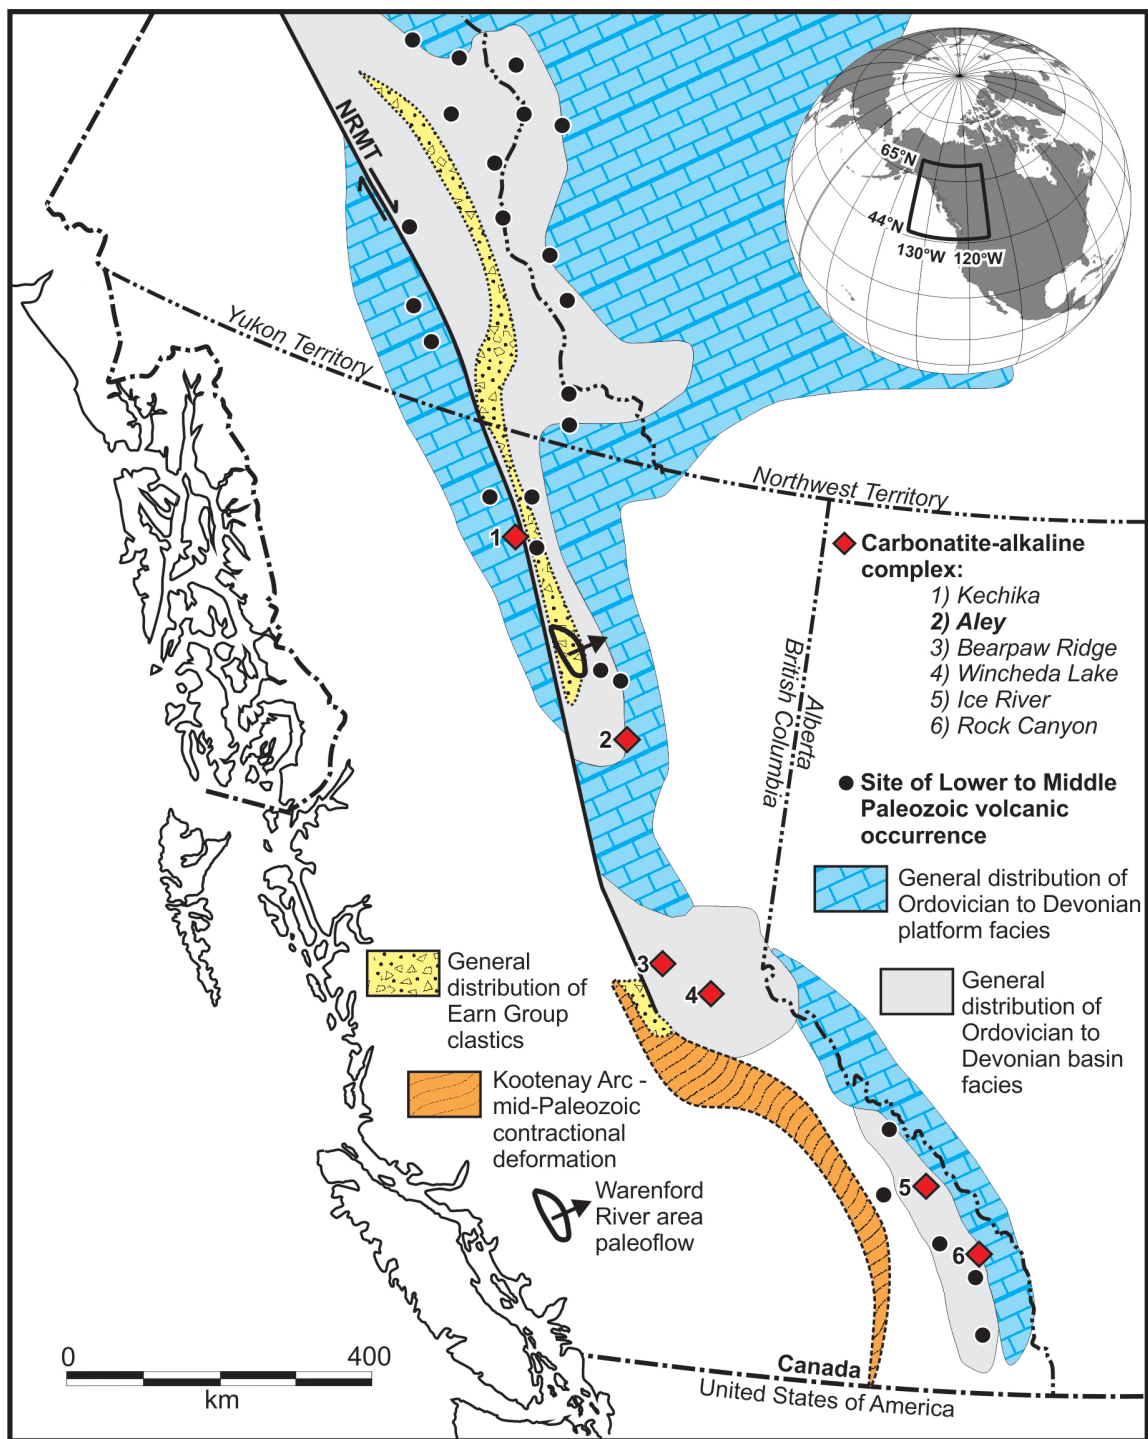 NRMT
65°N
44°N
130°W
120°W
Yukon Territory
Northwest Territory
British Columbia
Alberta
1
2
3
4
5
6
Carbonatite-alkaline
complex:
1) Kechika
2) Aley
3) Bearpaw Ridge
4) Wincheda Lake
5) Ice River
6) Rock Canyon
Site of Lower to Middle
Paleozoic volcanic
occurrence
General distribution of
Ordovician to Devonian
platform facies
General
distribution of
Ordovician to
Devonian basin
facies
General
distribution of
Earn Group
clastics
Kootenay Arc -
mid-Paleozoic
contractional
deformation
Warenford
River area
paleoflow
0
400
km
Canada
United States of America